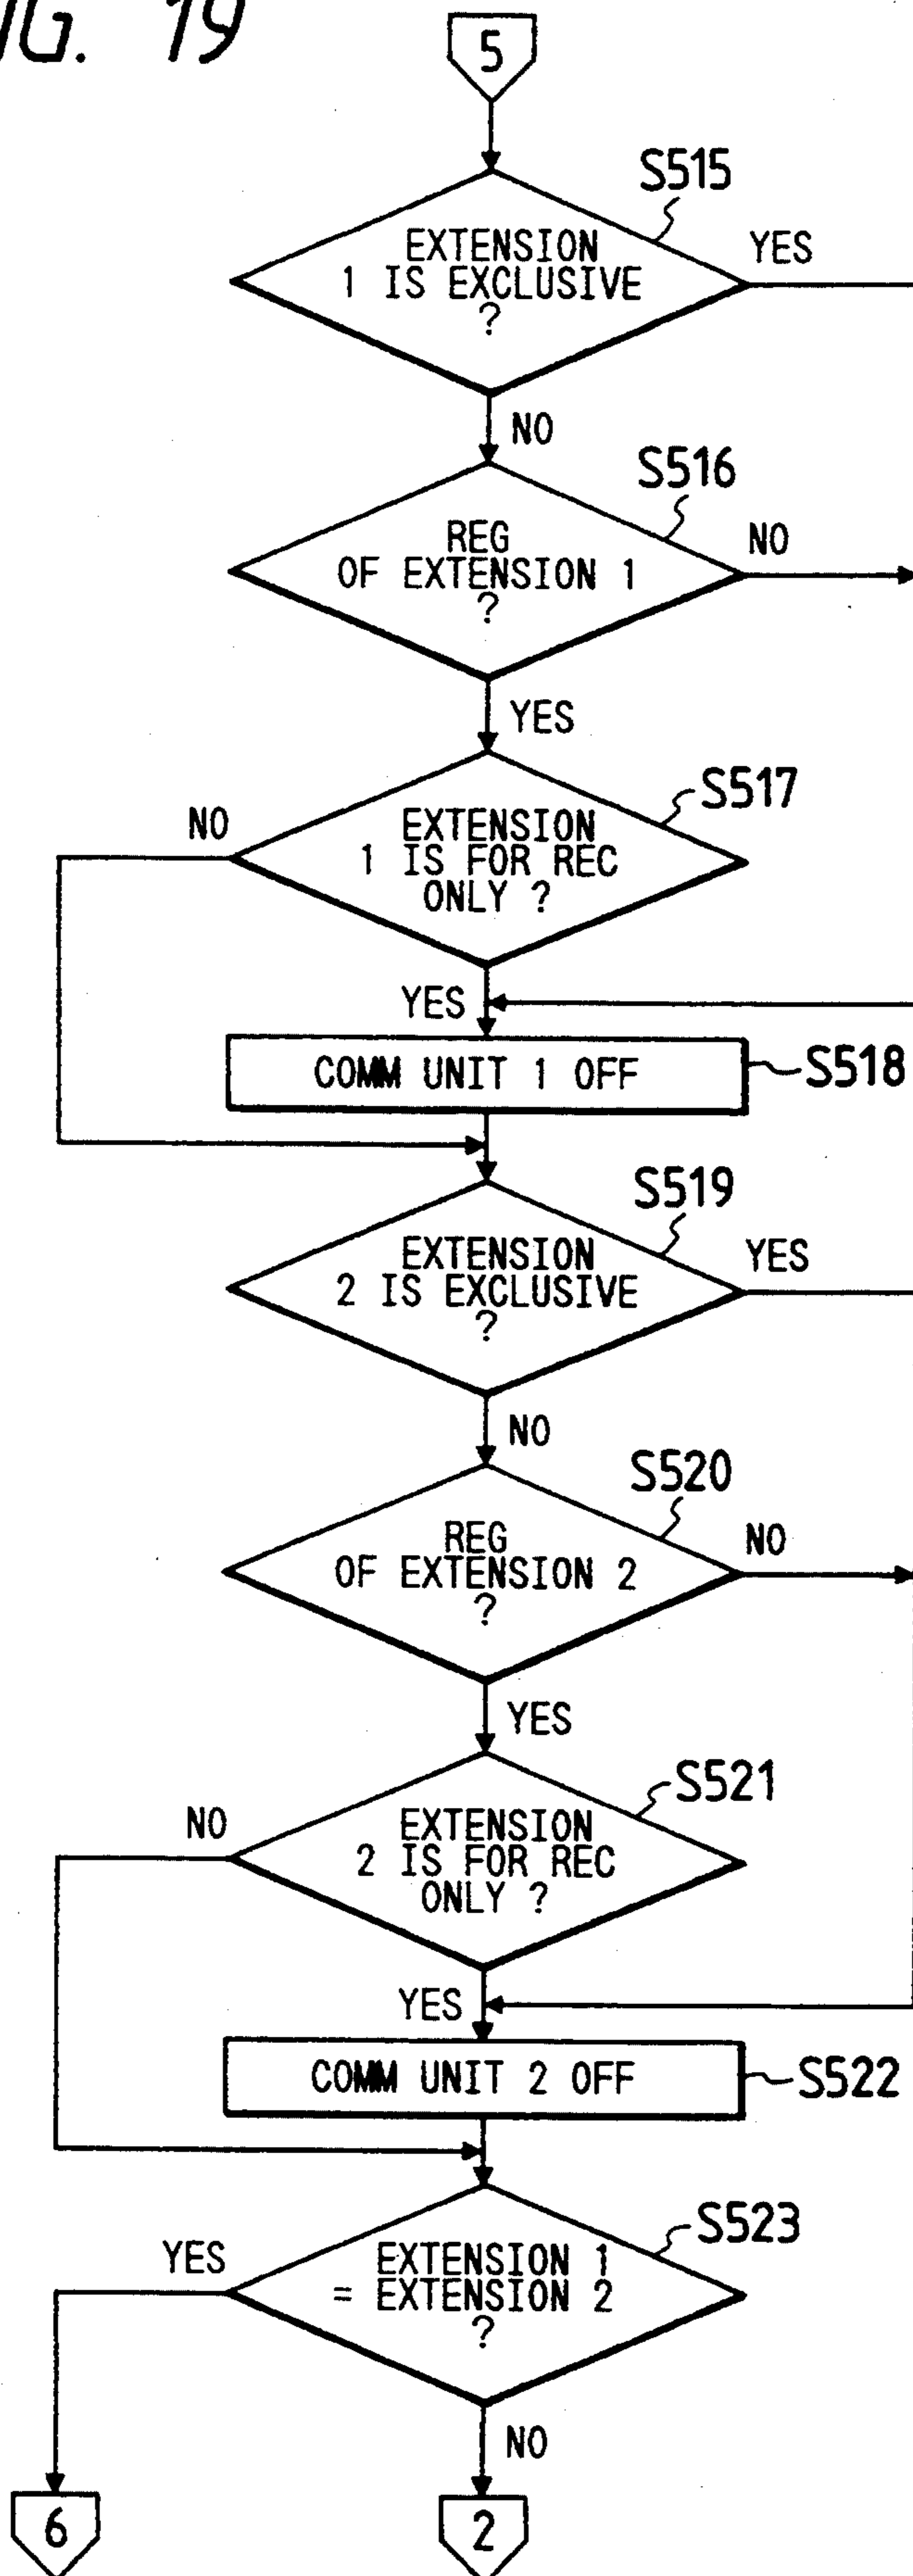 FIG. 19
5
S515
EXTENSION
1 IS EXCLUSIVE
?
YES
NO
S516
REG
OF EXTENSION 1
?
NO
YES
S517
NO
EXTENSION
1 IS FOR REC
ONLY ?
YES
COMM UNIT 1 OFF
S518
S519
EXTENSION
2 IS EXCLUSIVE
?
YES
NO
S520
REG
OF EXTENSION 2
?
NO
YES
S521
NO
EXTENSION
2 IS FOR REC
ONLY ?
YES
COMM UNIT 2 OFF
S522
S523
YES
EXTENSION 1
= EXTENSION 2
?
NO
6
2